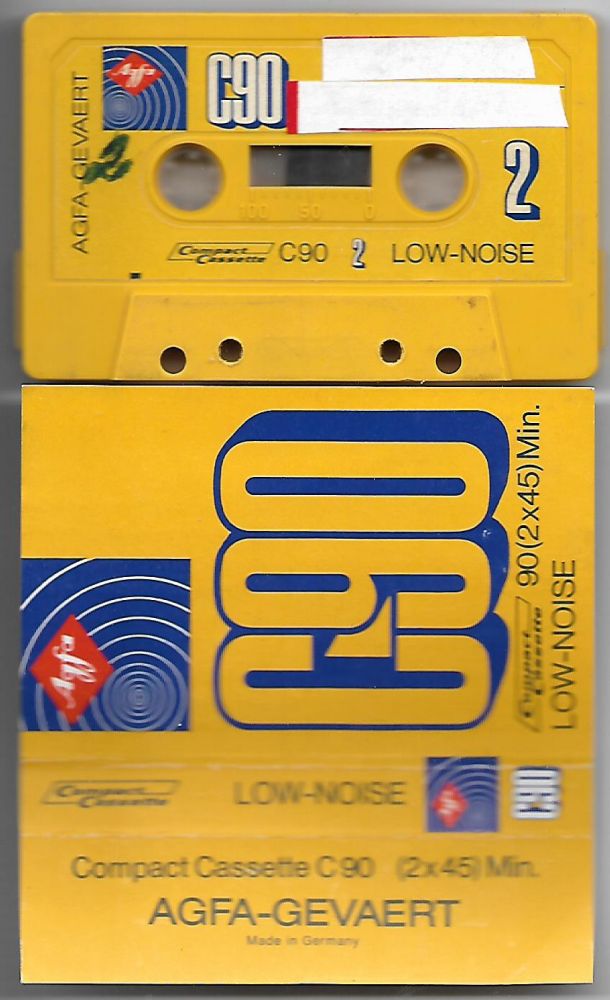 Agfa
C90
AGFA-GEVAERT
2
2
100 50 0
Compact Cassette C90 2 LOW-NOISE
C90
Agfa
Compact Cassette 90(2x45)Min.
LOW-NOISE
Compact Cassette LOW-NOISE Agfa C90
Compact Cassette C90 (2x45) Min.
AGFA-GEVAERT
Made in Germany